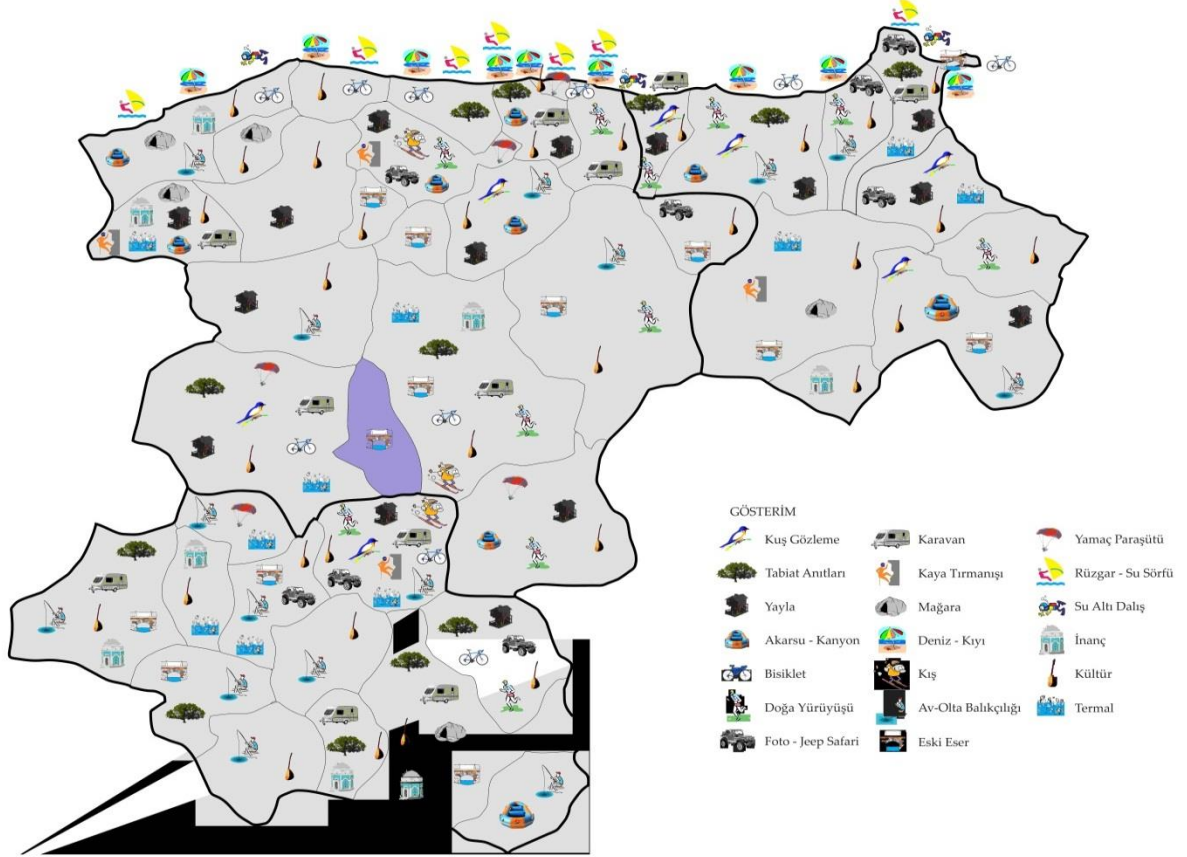 GÖSTERİM
Kuş Gözleme
Tabiat Anıtları
Yayla
Akarsu - Kanyon
Bisiklet
Doğa Yürüyüşü
Foto - Jeep Safari
Karavan
Kaya Tırmanışı
Mağara
Deniz - Kıyı
Kış
Av-Olta Balıkçılığı
Eski Eser
Yamaç Paraşütü
Rüzgar - Su Sörfü
Su Altı Dalış
İnanç
Kültür
Termal